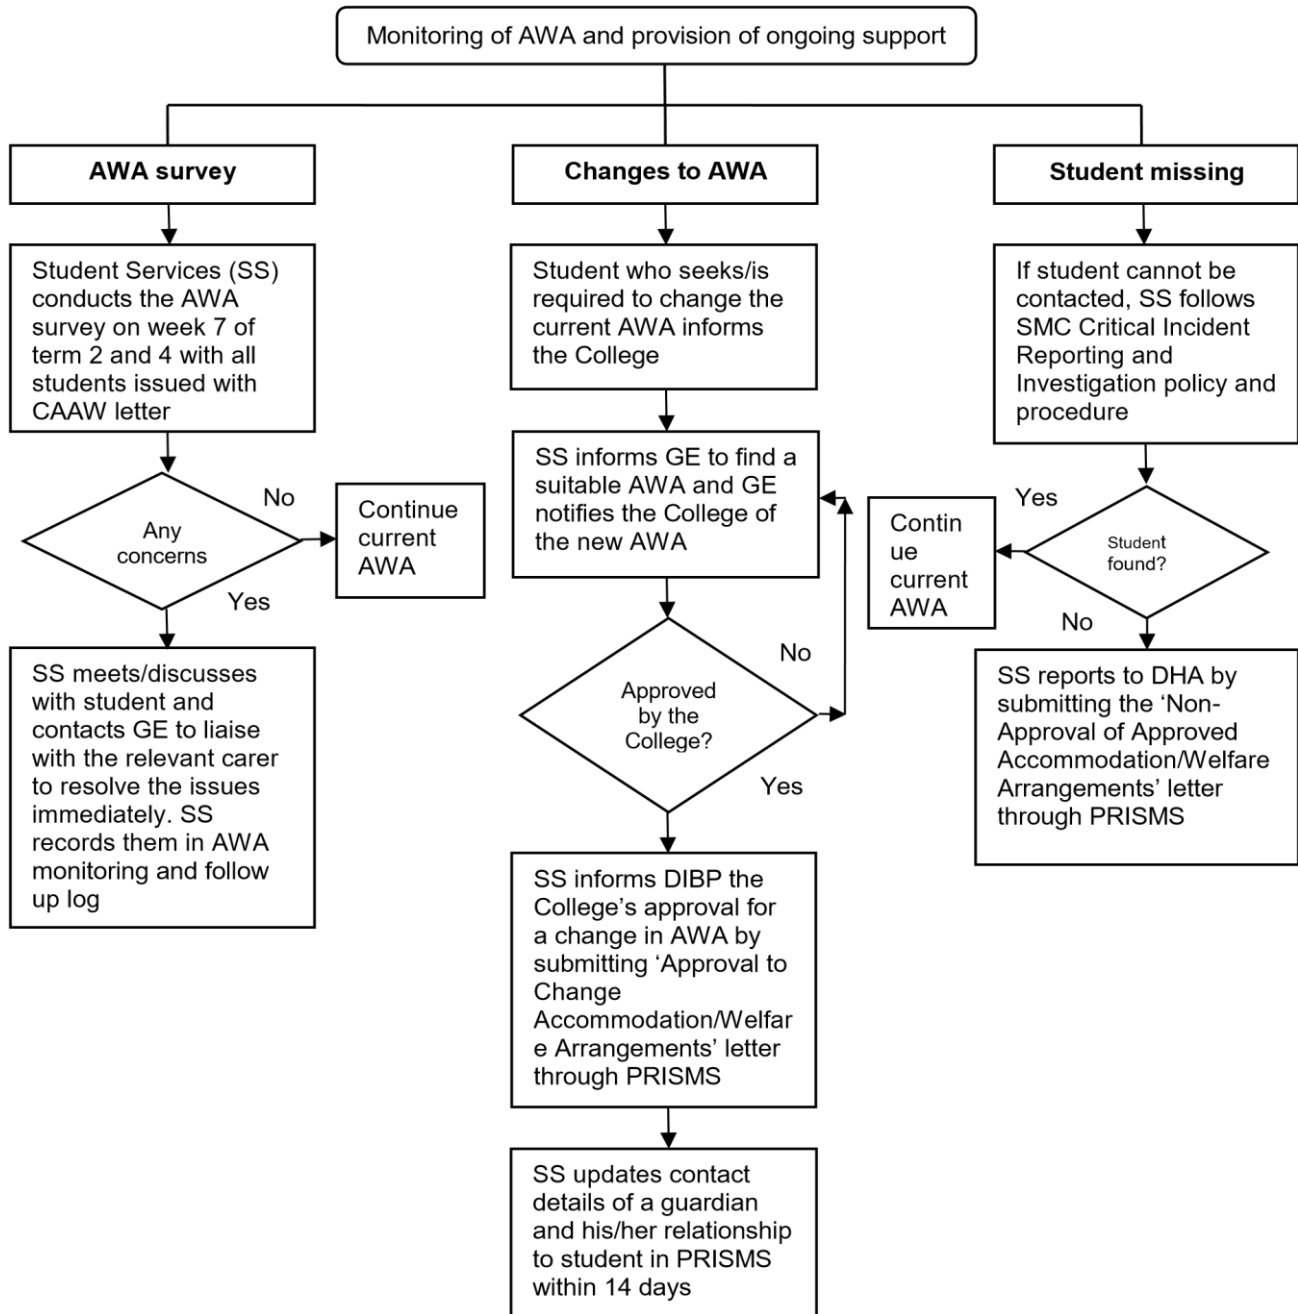 Monitoring of AWA and provision of ongoing support
AWA survey
Student Services (SS)
conducts the AWA
survey on week 7 of
term 2 and 4 with all
students issued with
CAAW letter
Any
concerns
No
Continue
current
AWA
Yes
SS meets/discusses
with student and
contacts GE to liaise
with the relevant carer
to resolve the issues
immediately. SS
records them in AWA
monitoring and follow
up log
Changes to AWA
Student who seeks/is
required to change the
current AWA informs
the College
SS informs GE to find a
suitable AWA and GE
notifies the College of
the new AWA
Approved
by the
College?
No
Yes
SS informs DIBP the
College’s approval for
a change in AWA by
submitting ‘Approval to
Change
Accommodation/Welfar
e Arrangements’ letter
through PRISMS
SS updates contact
details of a guardian
and his/her relationship
to student in PRISMS
within 14 days
Student missing
If student cannot be
contacted, SS follows
SMC Critical Incident
Reporting and
Investigation policy and
procedure
Student
found?
Yes
Contin
ue
current
AWA
No
SS reports to DHA by
submitting the ‘Non-
Approval of Approved
Accommodation/Welfare
Arrangements’ letter
through PRISMS